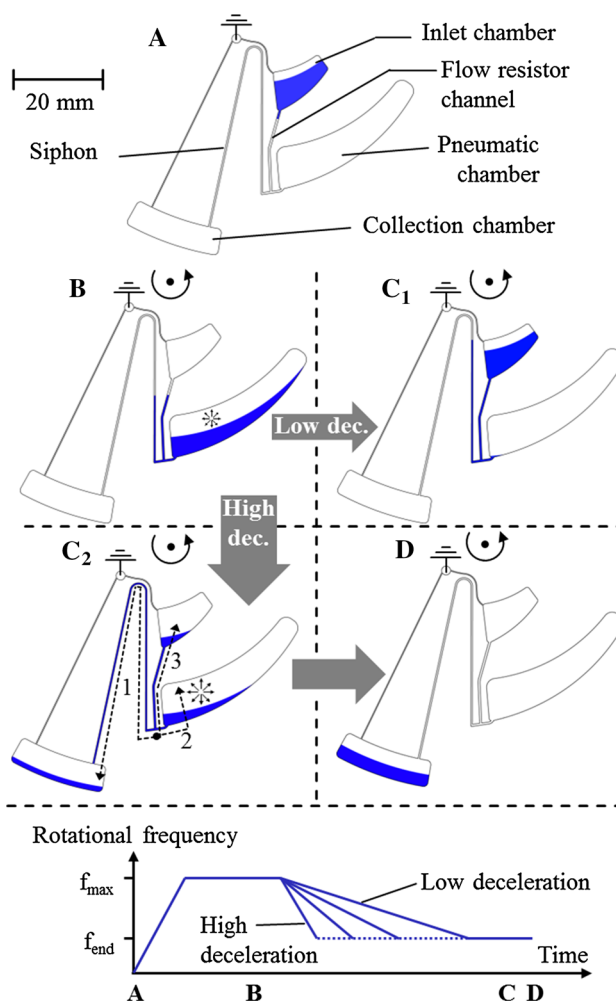 A
Inlet chamber
Flow resistor
channel
20 mm
Siphon
Pneumatic
chamber
Collection chamber
B
C1
Low dec.
High
dec.
C2
D
3
1
2
Rotational frequency
fmax
Low deceleration
High
deceleration
fend
Time
A
B
C
D